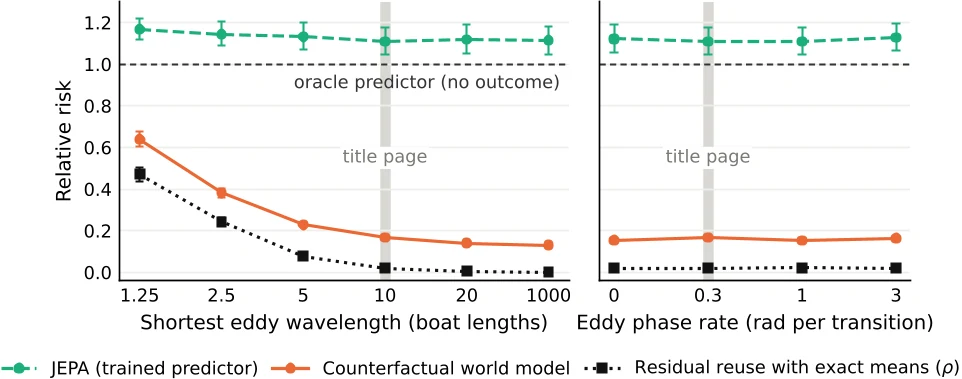 Relative risk
1.2
1.0
0.8
0.6
0.4
0.2
0.0
oracle predictor (no outcome)
title page
1.25 2.5 5 10 20 1000
Shortest eddy wavelength (boat lengths)
title page
0 0.3 1 3
Eddy phase rate (rad per transition)
JEPA (trained predictor) Counterfactual world model Residual reuse with exact means (ρ)